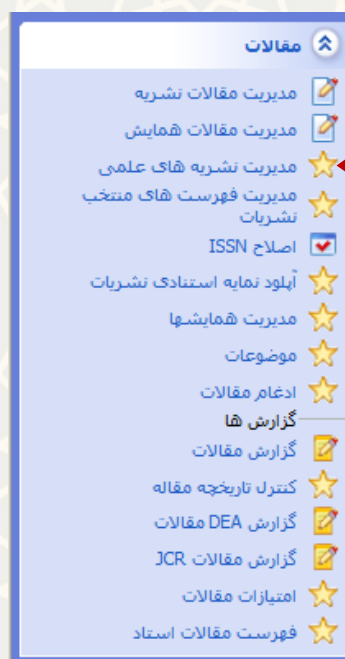 مقالات
مدیریت مقالات نشریه
مدیریت مقالات همایش
مدیریت نشریه های علمی
مدیریت فهرست های منتخب
نشریات
اصلاح ISSN
آپلود نمایه استنادی نشریات
مدیریت همایشها
موضوعات
ادغام مقالات
گزارش ها
گزارش مقالات
کنترل تاریخچه مقاله
گزارش DEA مقالات
گزارش مقالات JCR
امتیازات مقالات
فهرست مقالات استاد